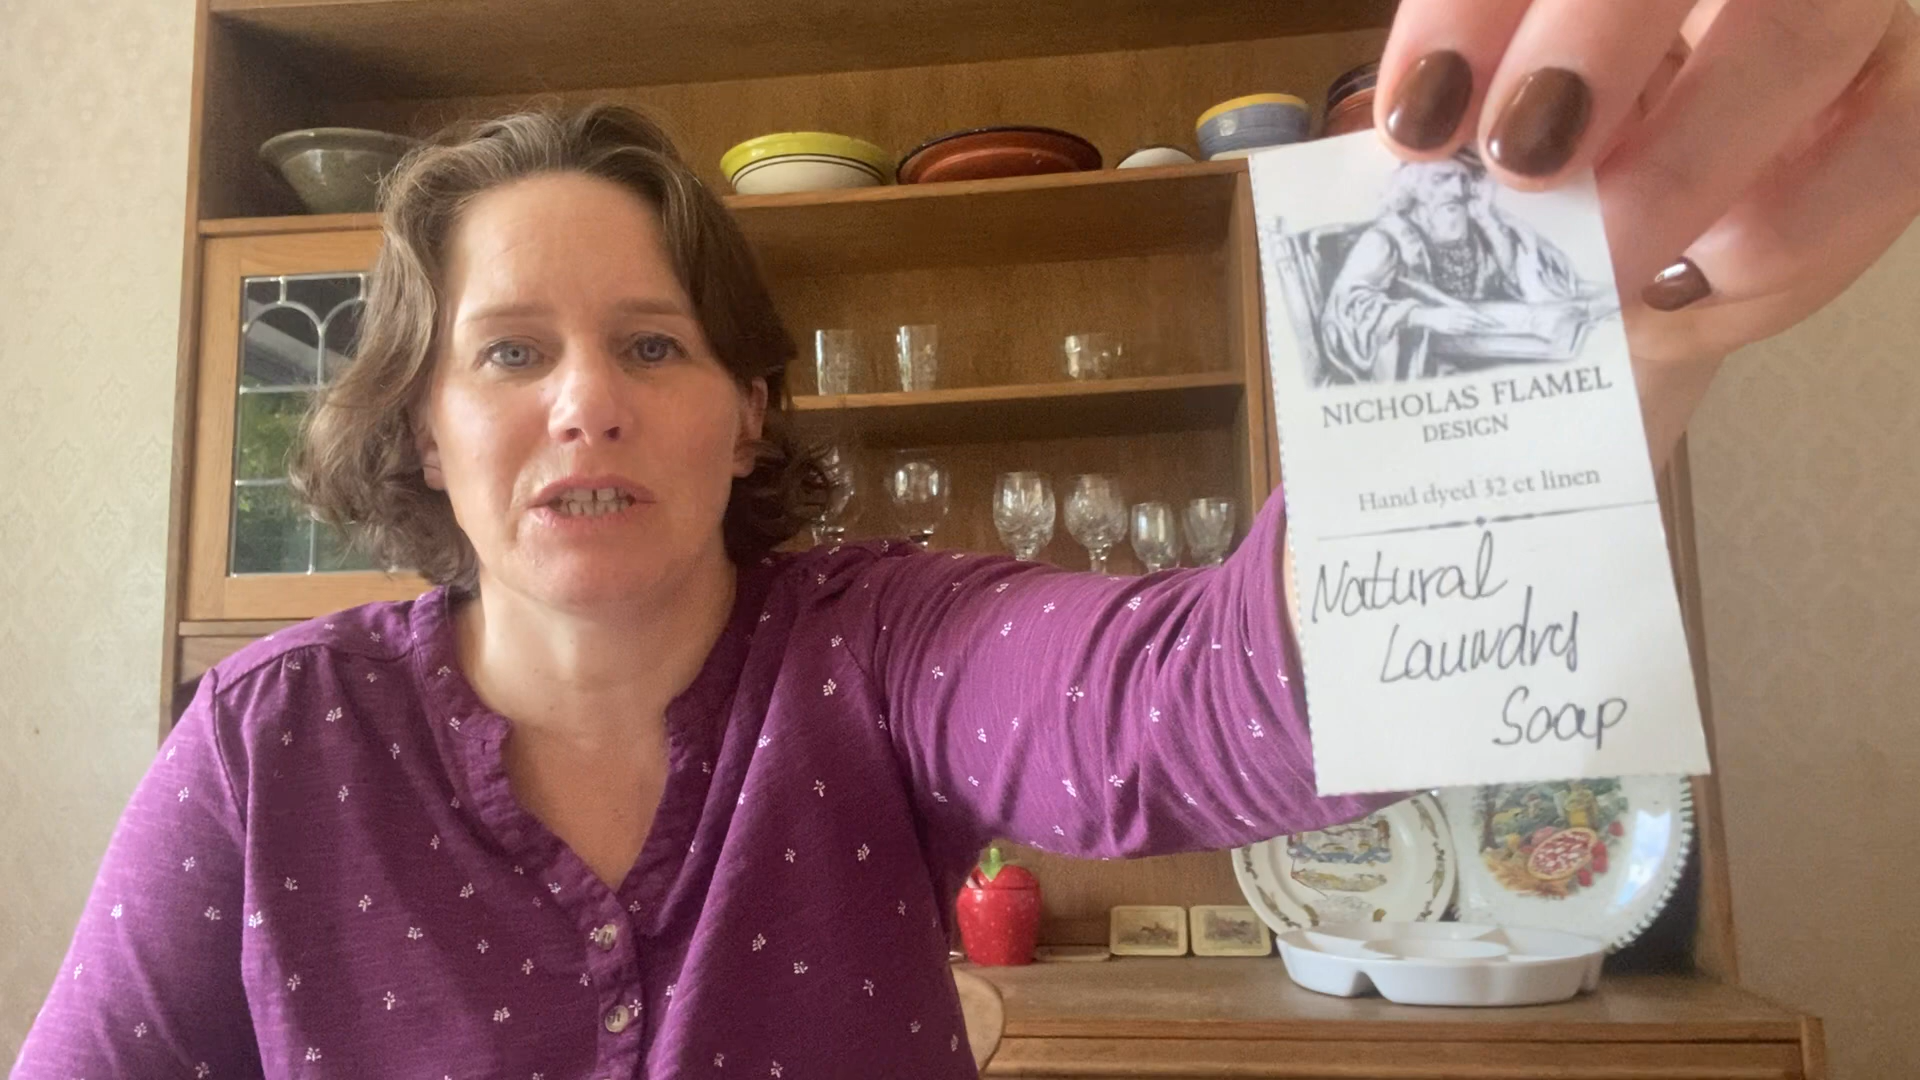 NICHOLAS FLAMEL
DESIGN
Hand dyed 32 ct linen
Natural
Laundry
Soap